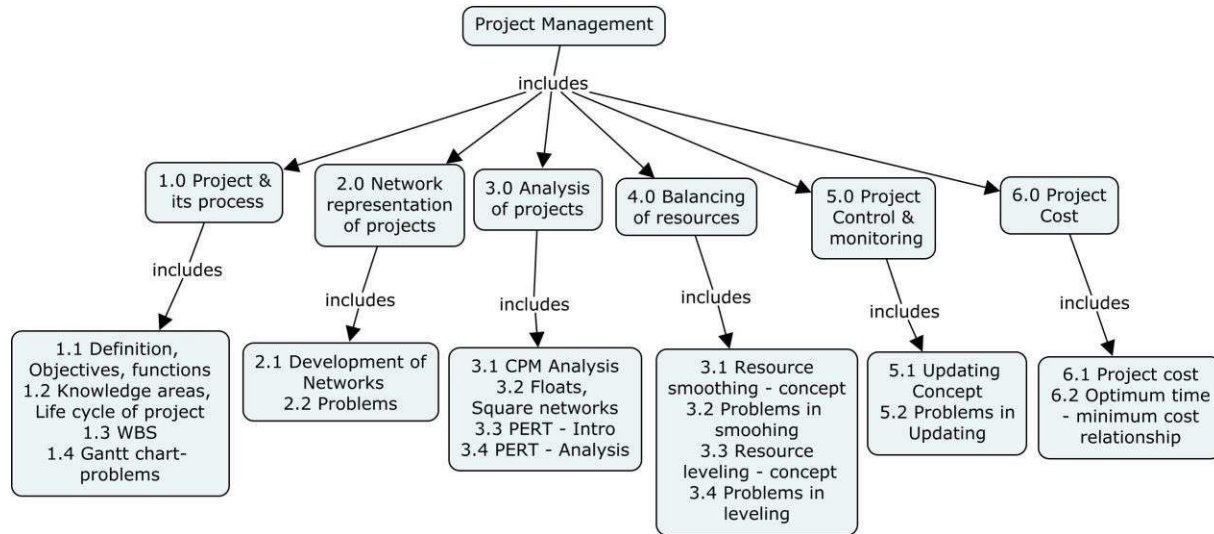 Project Management
includes
1.0 Project &
its process
2.0 Network
representation
of projects
3.0 Analysis
of projects
4.0 Balancing
of resources
5.0 Project
Control &
monitoring
6.0 Project
Cost
includes
includes
includes
includes
includes
includes
1.1 Definition,
Objectives, functions
1.2 Knowledge areas,
Life cycle of project
1.3 WBS
1.4 Gantt chart-
problems
2.1 Development of
Networks
2.2 Problems
3.1 CPM Analysis
3.2 Floats,
Square networks
3.3 PERT - Intro
3.4 PERT - Analysis
3.1 Resource
smoothing - concept
3.2 Problems in
smoohing
3.3 Resource
leveling - concept
3.4 Problems in
leveling
5.1 Updating
Concept
5.2 Problems in
Updating
6.1 Project cost
6.2 Optimum time
- minimum cost
relationship